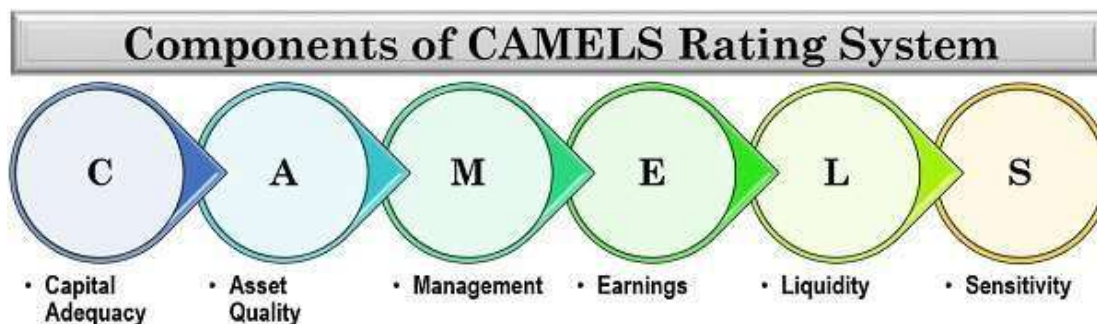 Components of CAMELS Rating System
C A M E L S
• Capital Adequacy
• Asset Quality
• Management
• Earnings
• Liquidity
• Sensitivity